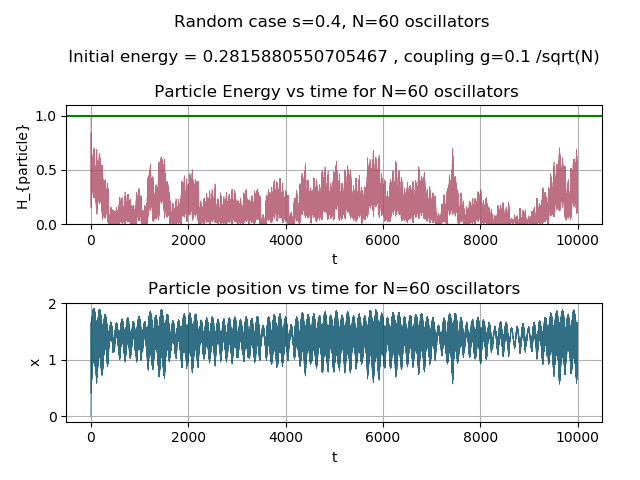 Random case s=0.4, N=60 oscillators
Initial energy = 0.2815880550705467 , coupling g=0.1 /sqrt(N)
Particle Energy vs time for N=60 oscillators
1.0
0.5
0.0
H_{particle}
0 2000 4000 6000 8000 10000
t
Particle position vs time for N=60 oscillators
2
1
0
x
0 2000 4000 6000 8000 10000
t